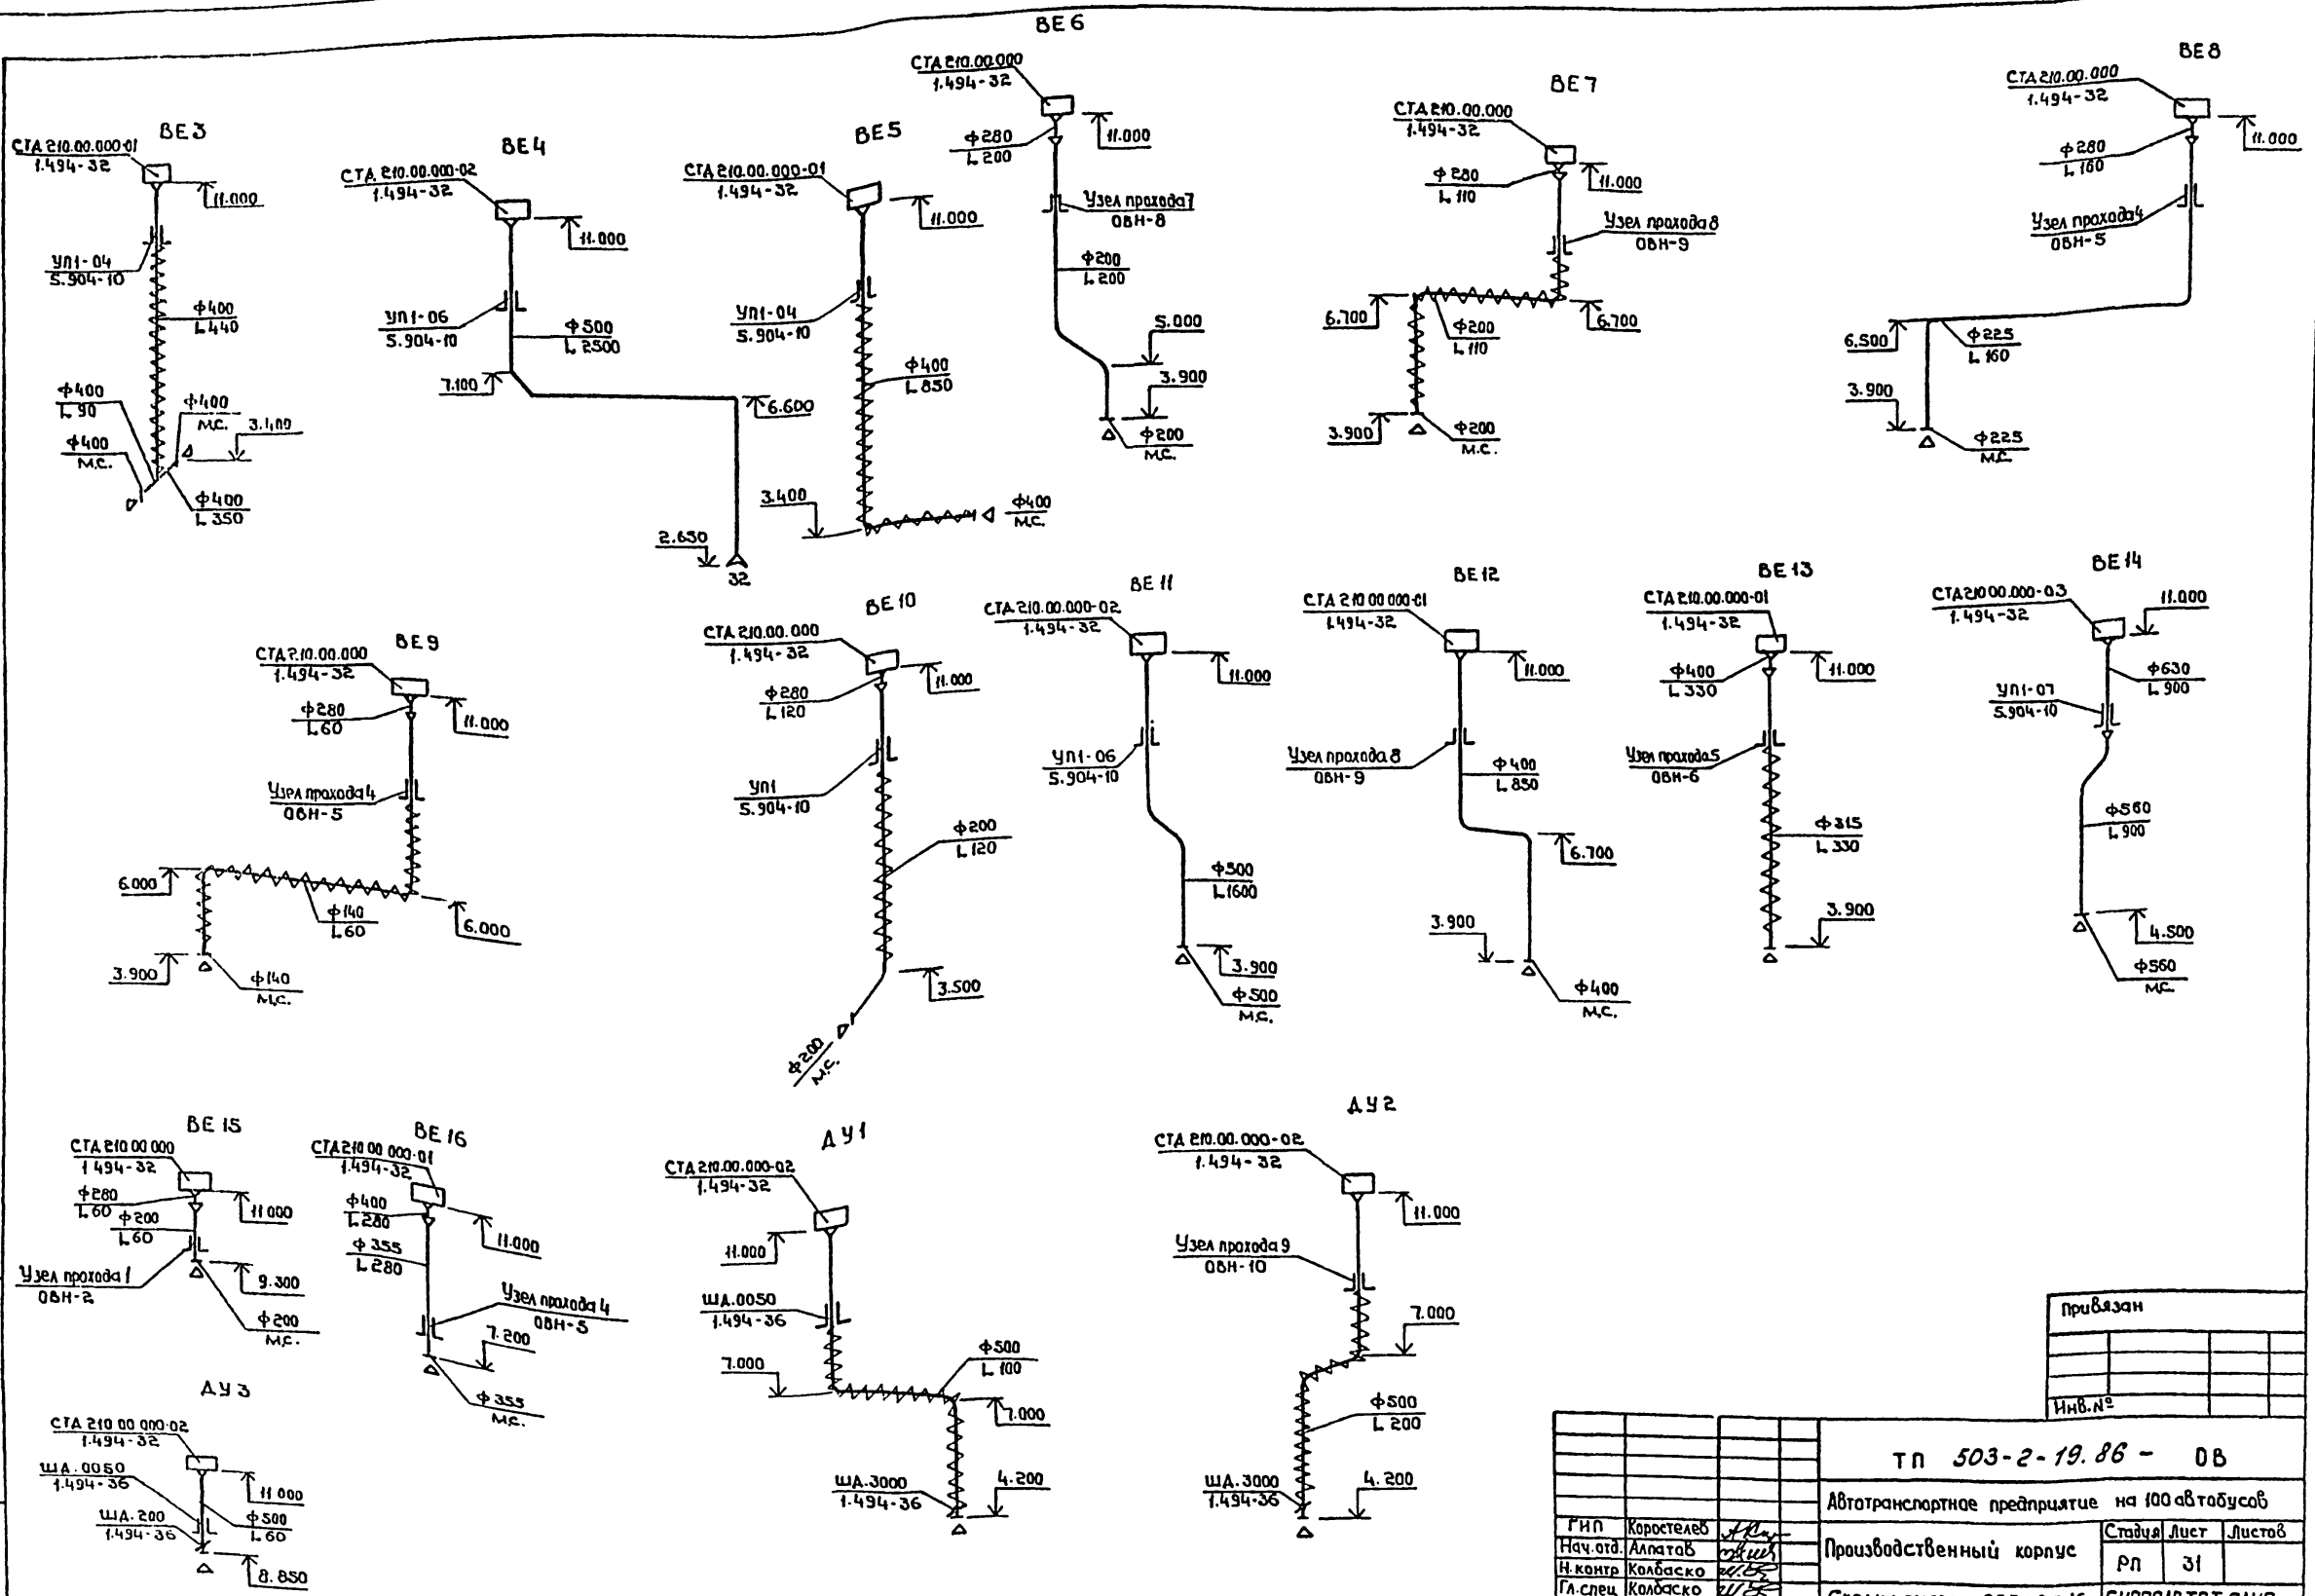 ВЕ3
СТА 210.00.000-01
1.494-32
11.000
УП1-04
5.904-10
ф400
L440
ф400
L 90
ф400
м.с.
ф400
м.с.
3.400
ф400
L 350
ВЕ4
СТА. 210.00.000-02
1.494-32
11.000
УП1-06
5.904-10
ф500
L 2500
7.100
6.600
2.650
32
ВЕ5
СТА 210.00.000-01
1.494-32
11.000
УП1-04
5.904-10
ф400
L 850
3.400
ф400
м.с.
ВЕ6
СТА 210.00.000
1.494-32
11.000
ф280
L 200
Узел прохода 7
ОВН-8
ф200
L 200
5.000
3.900
ф200
м.с.
ВЕ7
СТА 210.00.000
1.494-32
11.000
ф280
L 110
Узел прохода 8
ОВН-9
6.700
ф200
L 110
6.700
3.900
ф200
м.с.
ВЕ8
СТА 210.00.000
1.494-32
11.000
ф280
L 160
Узел прохода 4
ОВН-5
6.500
ф225
L 160
3.900
ф225
м.с.
ВЕ9
СТА 210.00.000
1.494-32
11.000
ф280
L60
Узел прохода 4
ОВН-5
6.000
ф140
L60
6.000
3.900
ф140
м.с.
ВЕ10
СТА 210.00.000
1.494-32
11.000
ф280
L120
УП1
5.904-10
ф200
L 120
3.500
ф200
м.с.
ВЕ 11
СТА 210.00.000-02
1.494-32
11.000
УП1-06
5.904-10
ф500
L1600
3.900
ф500
м.с.
ВЕ12
СТА 210 00 000-01
1.494-32
11.000
Узел прохода 8
ОВН-9
ф400
L 850
6.700
3.900
ф400
м.с.
ВЕ13
СТА 210.00.000-01
1.494-32
ф400
L 330
11.000
Узел прохода 5
ОВН-6
ф315
L 330
3.900
ВЕ14
СТА 210 00.000-03
1.494-32
11.000
ф630
L 900
УП1-07
5.904-10
ф560
L 900
4.500
ф560
м.с.
ВЕ 15
СТА 210 00 000
1 494-32
ф280
L 60
11 000
ф200
L60
Узел прохода 1
ОВН-2
9.300
ф200
м.с.
ВЕ 16
СТА 210 00 000-01
1.494-32
ф400
L 280
11.000
ф 355
L 280
Узел прохода 4
ОВН-5
7.200
ф 355
м.с.
ДУ1
СТА 210.00.000-02
1.494-32
11.000
ША.0050
1.494-36
7.000
ф500
L 100
7.000
ША.3000
1.494-36
4.200
ДУ2
СТА 210.00.000-02
1.494-32
11.000
Узел прохода 9
ОВН-10
7.000
ф500
L 200
ША.3000
1.494-36
4.200
ДУ3
СТА 210 00 000-02
1.494-32
ША.0050
1.494-36
11 000
ША.200
1.494-36
ф500
L 60
8.850
Привязан
Инв.№
ТП 503-2-19.86 - ОВ
Автотранспортное предприятие на 100 автобусов
ГИП Коростелев
Нач.отд. Алпатов
Н.контр Колбаско
Гл.спец Колбаско
Производственный корпус
Стадия Лист Листов
РП 31